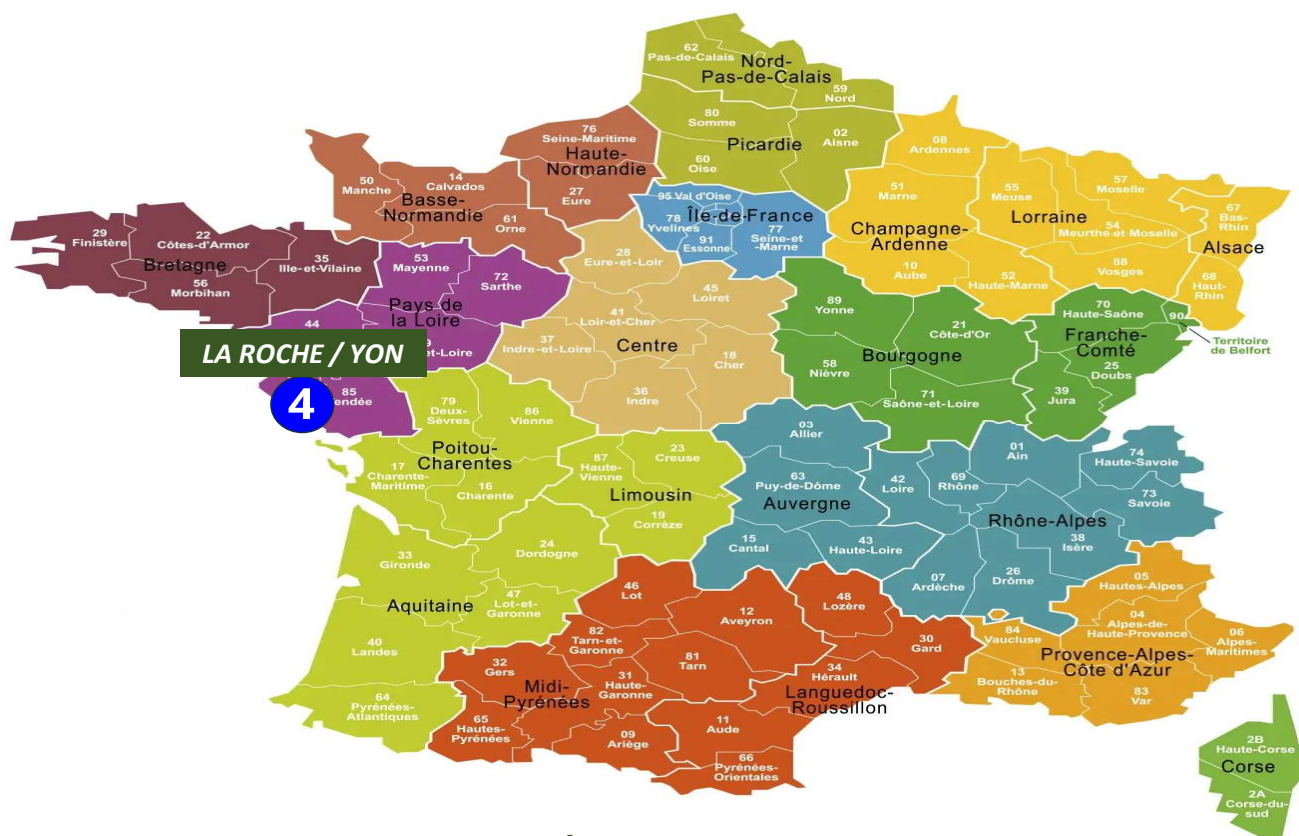 62
Pas-de-Calais
Nord-
Pas-de-Calais
59
Nord
80
Somme
02
Aisne
Picardie
60
Oise
76
Seine-Maritime
Haute-
Normandie
27
Eure
14
Calvados
50
Manche
Basse-
Normandie
61
Orne
08
Ardennes
51
Marne
Champagne-
Ardenne
10
Aube
52
Haute-Marne
55
Meuse
57
Moselle
Lorraine
54
Meurthe-et-Moselle
88
Vosges
67
Bas-
Rhin
Alsace
68
Haut-
Rhin
95 Val d'Oise
Île-de-France
78
Yvelines
91
Essonne
77
Seine-et
-Marne
29
Finistère
22
Côtes-d'Armor
Bretagne
56
Morbihan
35
Ille-et-Vilaine
53
Mayenne
72
Sarthe
Pays de
la Loire
44
9
-et-Loire
LA ROCHE / YON
4
85
endée
28
Eure-et-Loir
45
Loiret
41
Loir-et-Cher
37
Indre-et-Loire
Centre
18
Cher
36
Indre
89
Yonne
21
Côte-d'Or
Bourgogne
58
Nièvre
71
Saône-et-Loire
70
Haute-Saône
90
Territoire
de Belfort
Franche-
Comté
25
Doubs
39
Jura
79
Deux-
Sèvres
86
Vienne
Poitou-
Charentes
17
Charente-
Maritime
16
Charente
23
Creuse
87
Haute-
Vienne
Limousin
19
Corrèze
03
Allier
63
Puy-de-Dôme
Auvergne
15
Cantal
43
Haute-Loire
01
Ain
74
Haute-Savoie
42
Loire
69
Rhône
73
Savoie
Rhône-Alpes
38
Isère
07
Ardèche
26
Drôme
24
Dordogne
33
Gironde
Aquitaine
47
Lot-et-
Garonne
40
Landes
64
Pyrénées-
Atlantiques
46
Lot
12
Aveyron
82
Tarn-et-
Garonne
81
Tarn
32
Gers
Midi-
Pyrénées
31
Haute-
Garonne
65
Hautes-
Pyrénées
09
Ariège
48
Lozère
30
Gard
34
Hérault
Languedoc-
Roussillon
11
Aude
66
Pyrénées-
Orientales
05
Hautes-Alpes
04
Alpes-de-
Haute-Provence
06
Alpes-
Maritimes
84
Vaucluse
Provence-Alpes-
Côte d'Azur
13
Bouches-du-
Rhône
83
Var
2B
Haute-Corse
Corse
2A
Corse-du-
sud